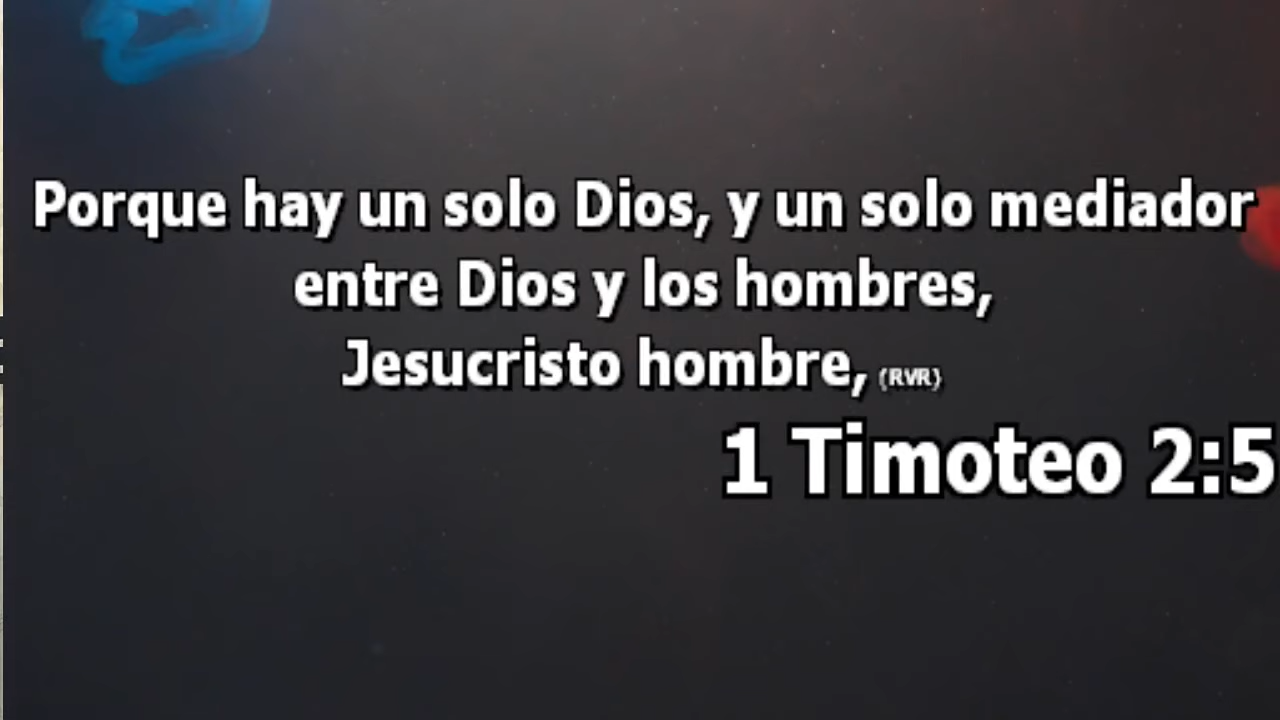 Porque hay un solo Dios, y un solo mediador
entre Dios y los hombres,
Jesucristo hombre, (RVR)
1 Timoteo 2:5